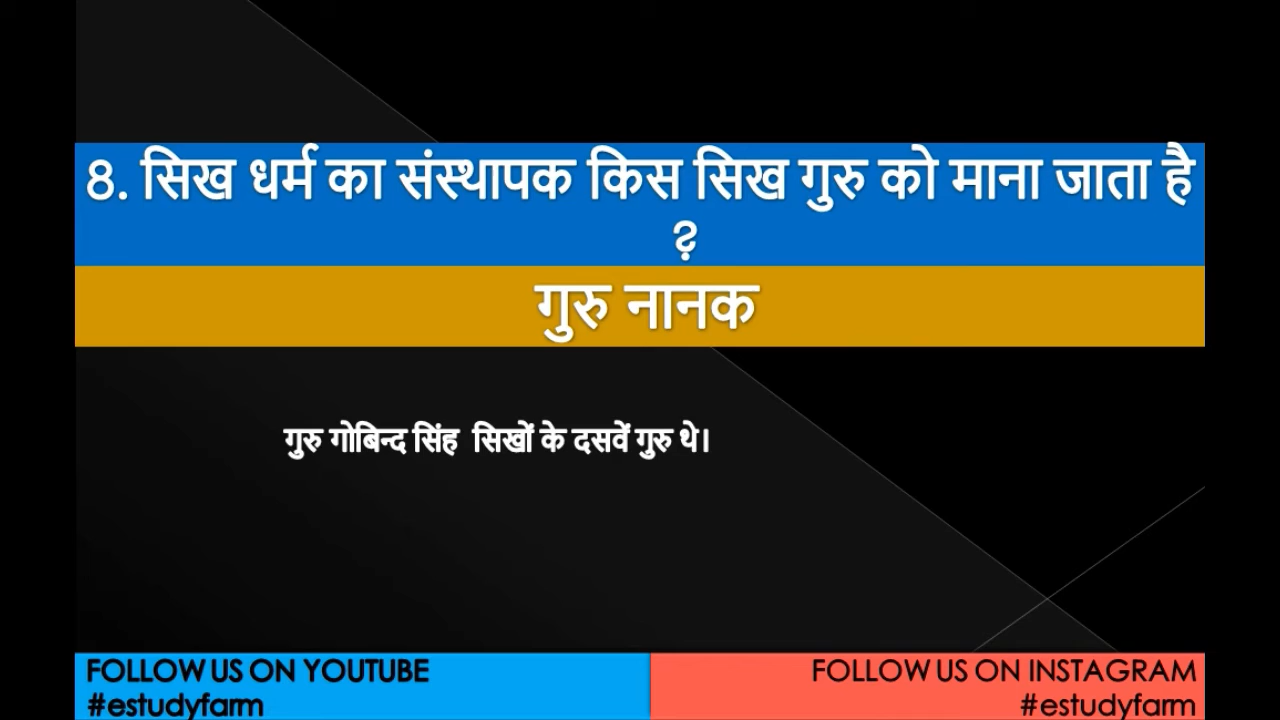 8. सिख धर्म का संस्थापक किस सिख गुरु को माना जाता है
?
गुरु नानक
गुरु गोबिन्द सिंह सिखों के दसवें गुरु थे।
FOLLOW US ON YOUTUBE
#estudyfarm
FOLLOW US ON INSTAGRAM
#estudyfarm